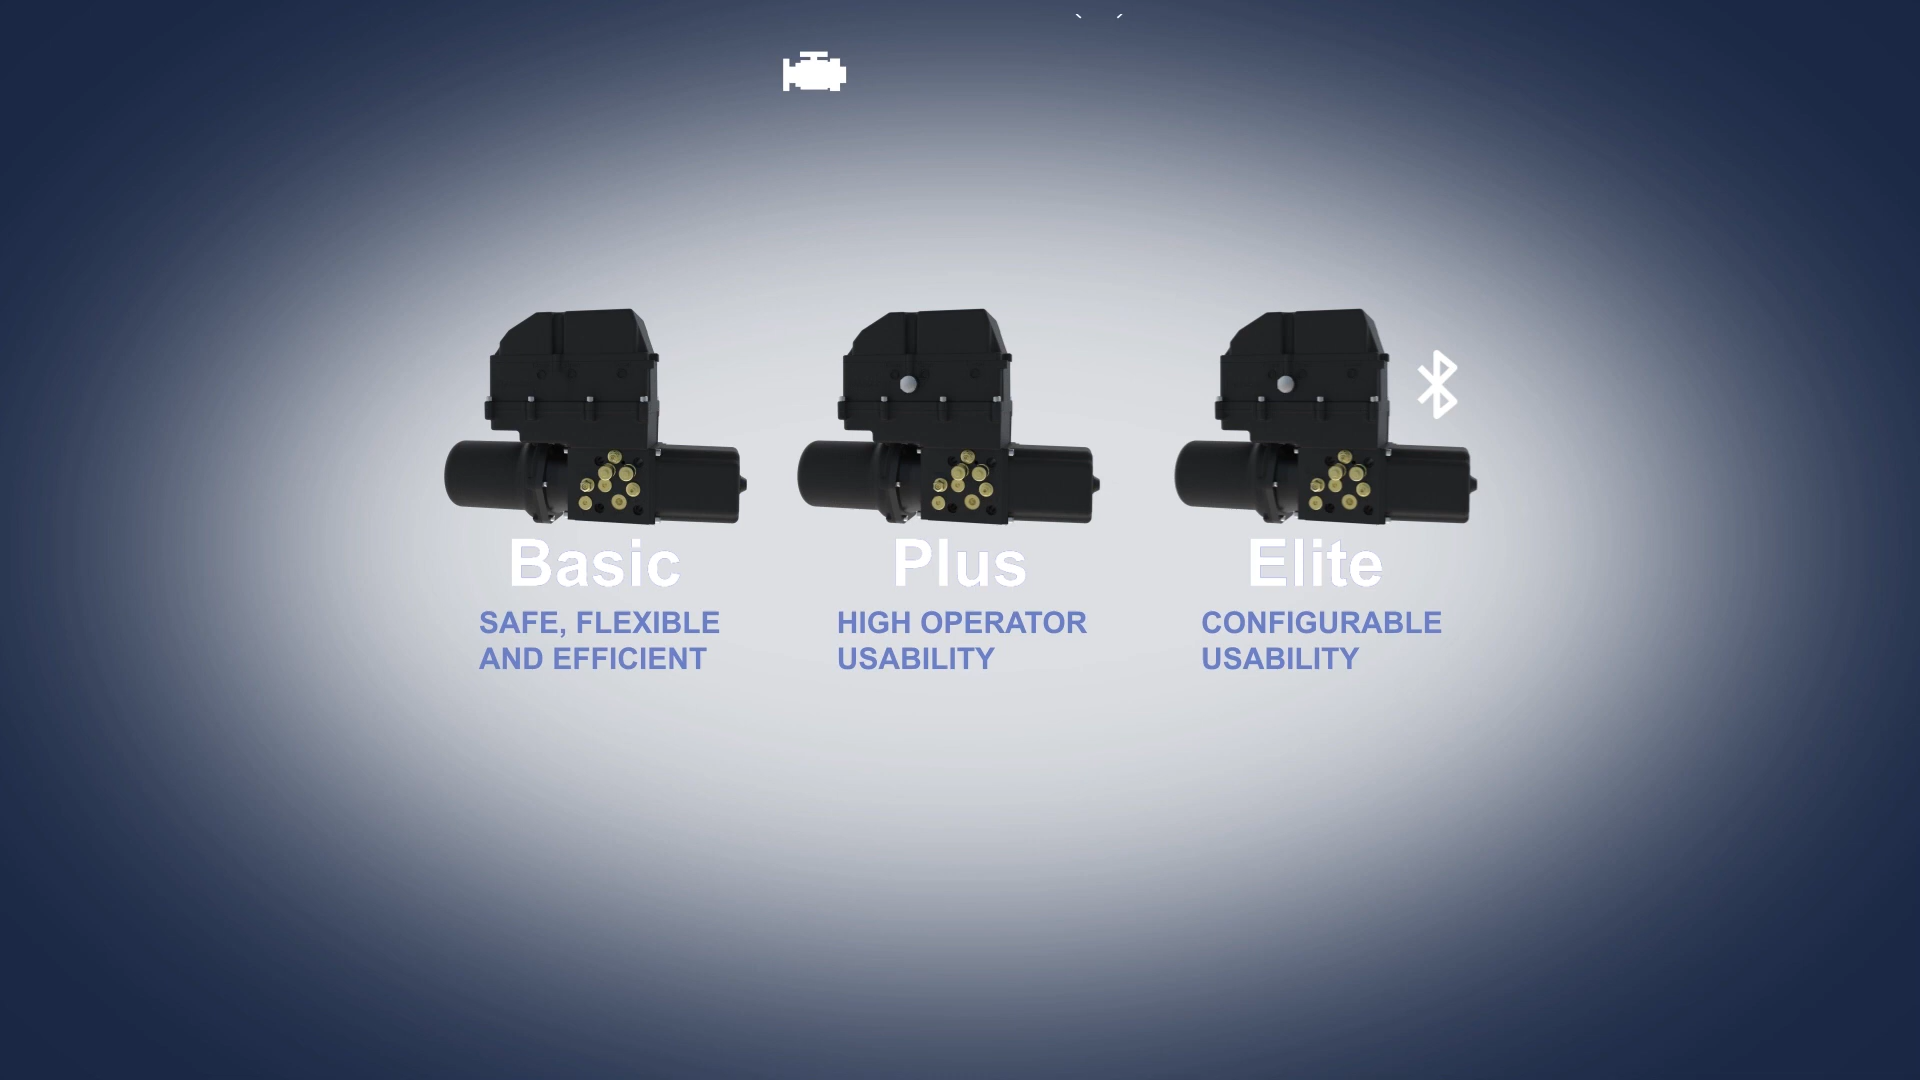 Basic
SAFE, FLEXIBLE
AND EFFICIENT
Plus
HIGH OPERATOR
USABILITY
Elite
CONFIGURABLE
USABILITY